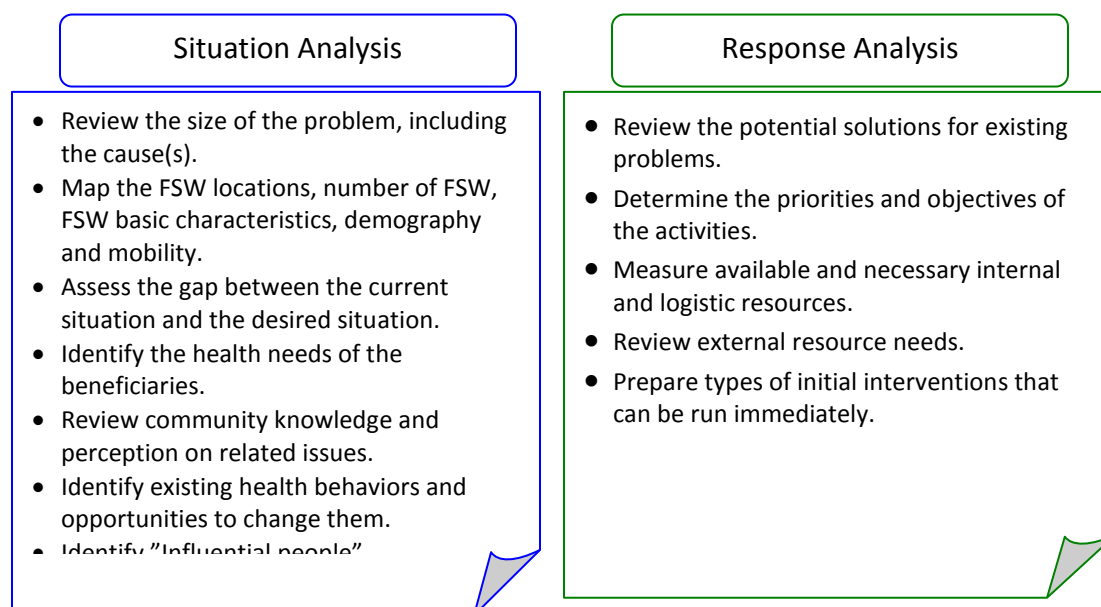 Situation Analysis
• Review the size of the problem, including
the cause(s).
• Map the FSW locations, number of FSW,
FSW basic characteristics, demography
and mobility.
• Assess the gap between the current
situation and the desired situation.
• Identify the health needs of the
beneficiaries.
• Review community knowledge and
perception on related issues.
• Identify existing health behaviors and
opportunities to change them.
• Identify ”Influential people”
Response Analysis
• Review the potential solutions for existing
problems.
• Determine the priorities and objectives of
the activities.
• Measure available and necessary internal
and logistic resources.
• Review external resource needs.
• Prepare types of initial interventions that
can be run immediately.